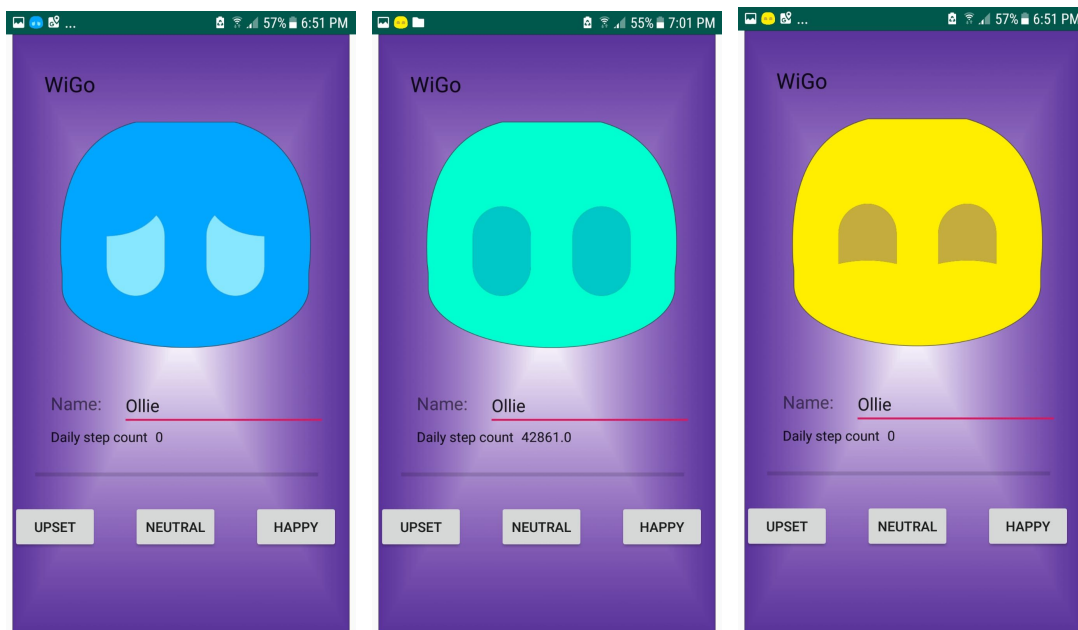 ... 57% 6:51 PM
WiGo
Name: Ollie
Daily step count 0
UPSET NEUTRAL HAPPY
55% 7:01 PM
WiGo
Name: Ollie
Daily step count 42861.0
UPSET NEUTRAL HAPPY
... 57% 6:51 PM
WiGo
Name: Ollie
Daily step count 0
UPSET NEUTRAL HAPPY